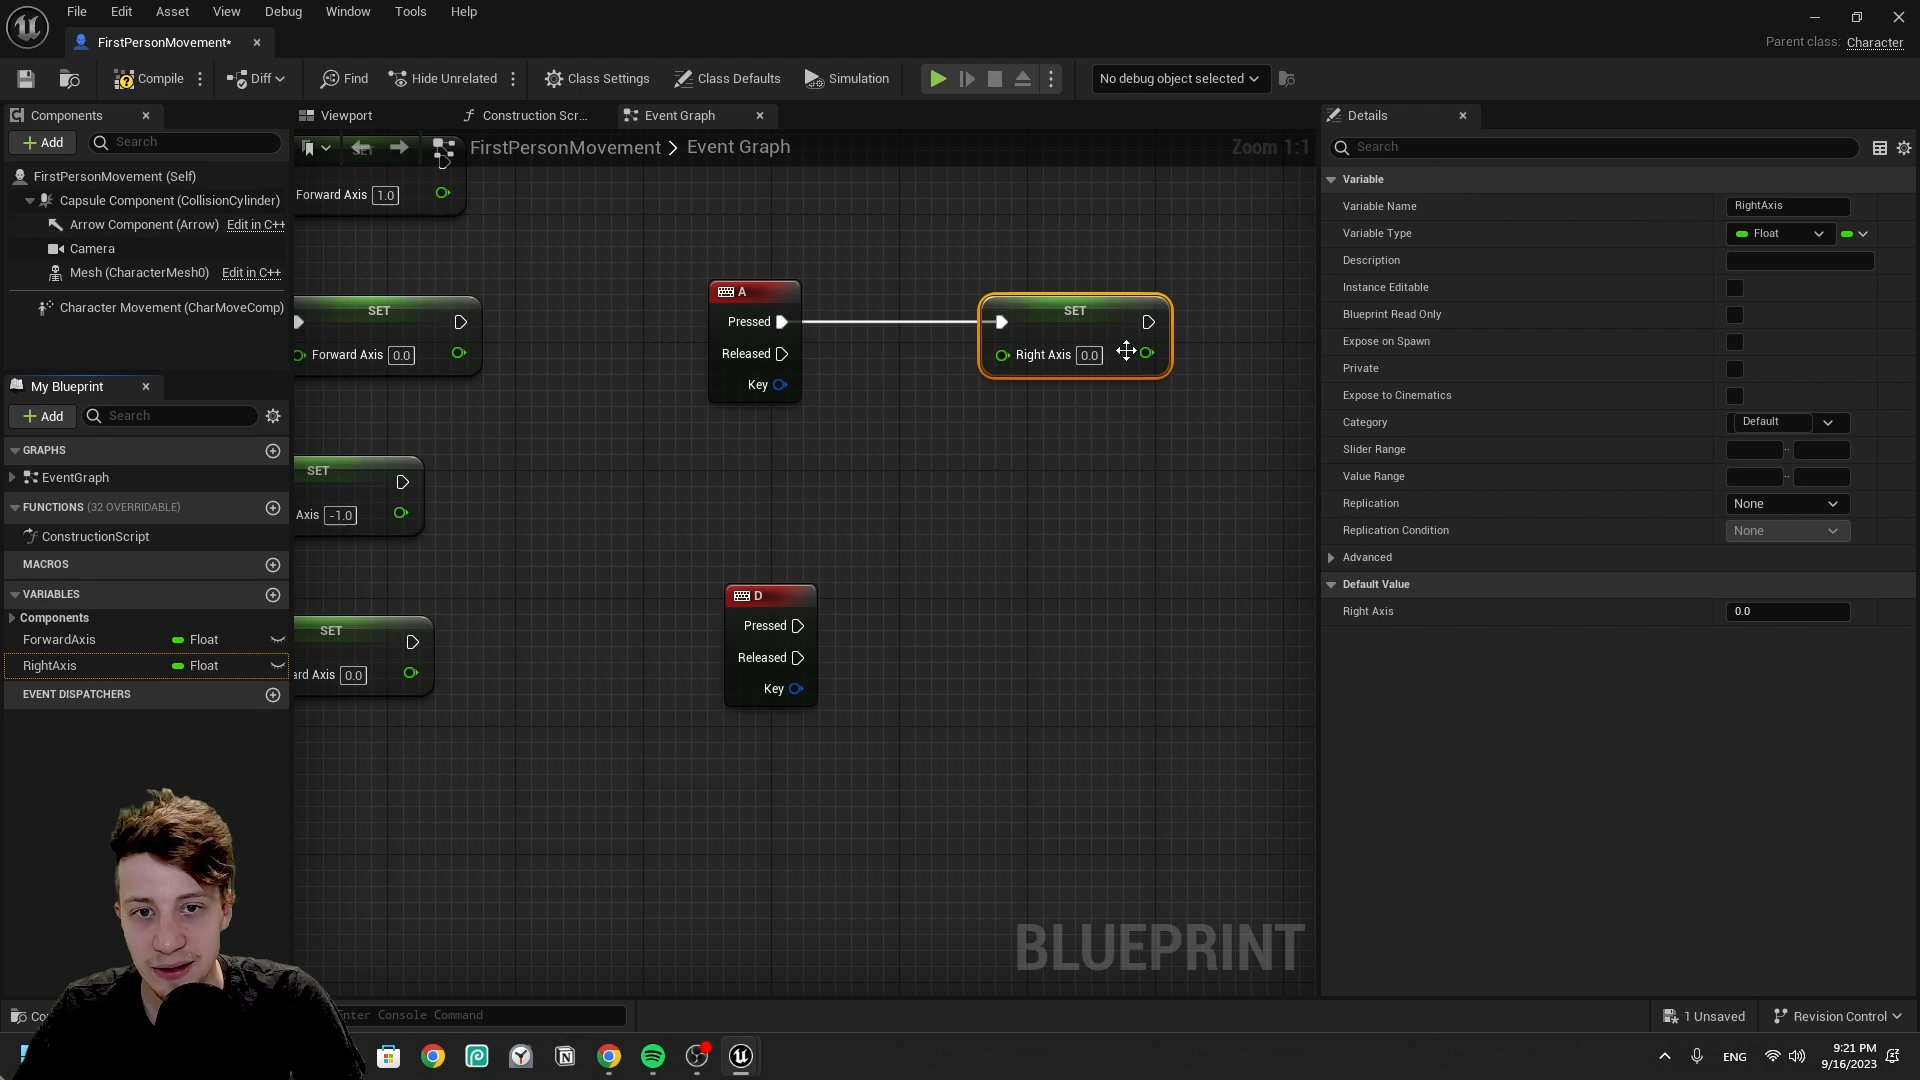 File Edit Asset View Debug Window Tools Help
FirstPersonMovement*
Parent class: Character
Compile Diff Find Hide Unrelated Class Settings Class Defaults Simulation No debug object selected
Components
Viewport Construction Scr... Event Graph
Details
Add Search
FirstPersonMovement > Event Graph
Zoom 1:1
Search
FirstPersonMovement (Self)
Capsule Component (CollisionCylinder)
Arrow Component (Arrow) Edit in C++
Camera
Mesh (CharacterMesh0) Edit in C++
Character Movement (CharMoveComp)
My Blueprint
Add Search
GRAPHS
EventGraph
FUNCTIONS (32 OVERRIDABLE)
ConstructionScript
MACROS
VARIABLES
Components
ForwardAxis Float
RightAxis Float
EVENT DISPATCHERS
SET
Forward Axis 1.0
SET
Forward Axis 0.0
SET
Axis -1.0
SET
ard Axis 0.0
A
Pressed
Released
Key
SET
Right Axis 0.0
D
Pressed
Released
Key
BLUEPRINT
Variable
Variable Name RightAxis
Variable Type Float
Description
Instance Editable
Blueprint Read Only
Expose on Spawn
Private
Expose to Cinematics
Category Default
Slider Range
Value Range
Replication None
Replication Condition None
Advanced
Default Value
Right Axis 0.0
Co
nter Console Command
1 Unsaved Revision Control
ENG
9:21 PM
9/16/2023